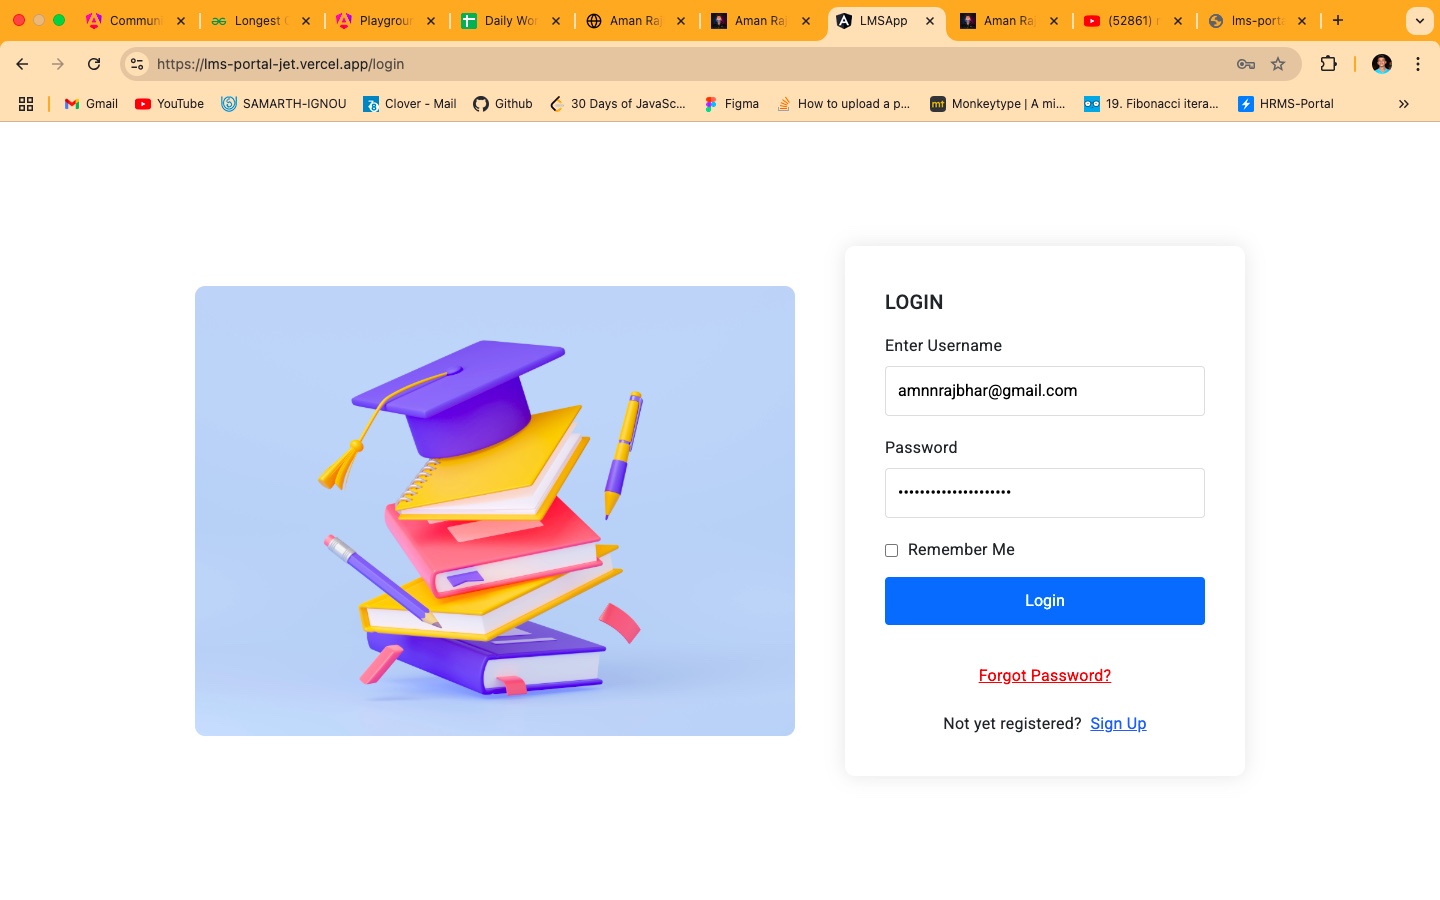 Commun
Longest
Playgrour
Daily Wor
Aman Raj
Aman Raj
LMSApp
Aman Raj
(52861)
lms-porta
https://lms-portal-jet.vercel.app/login
Gmail
YouTube
SAMARTH-IGNOU
Clover - Mail
Github
30 Days of JavaSc...
Figma
How to upload a p...
mt Monkeytype | A mi...
19. Fibonacci itera...
HRMS-Portal
LOGIN
Enter Username
amnnrajbhar@gmail.com
Password
•••••••••••••••••••••
Remember Me
Login
Forgot Password?
Not yet registered? Sign Up